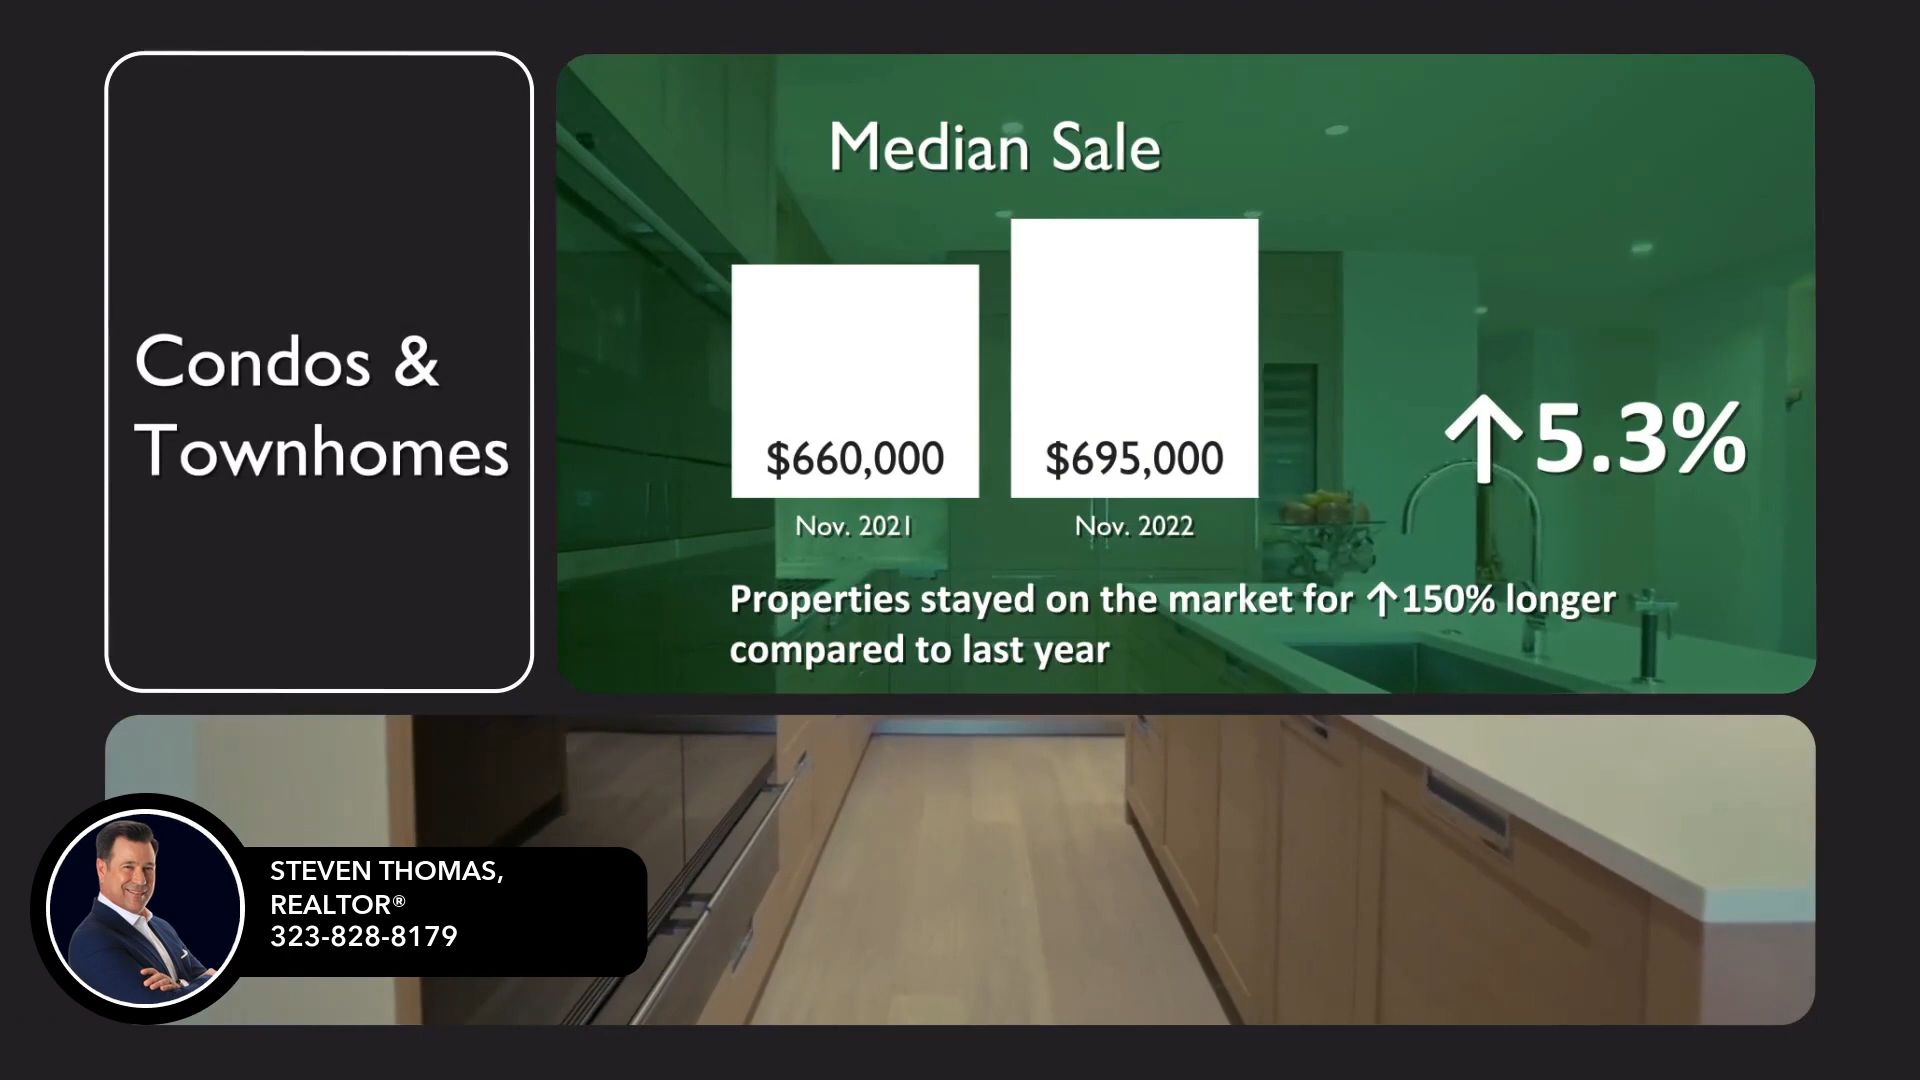 Condos &
Townhomes
Median Sale
$660,000
$695,000
Nov. 2021
Nov. 2022
↑5.3%
Properties stayed on the market for ↑150% longer
compared to last year
STEVEN THOMAS,
REALTOR®
323-828-8179